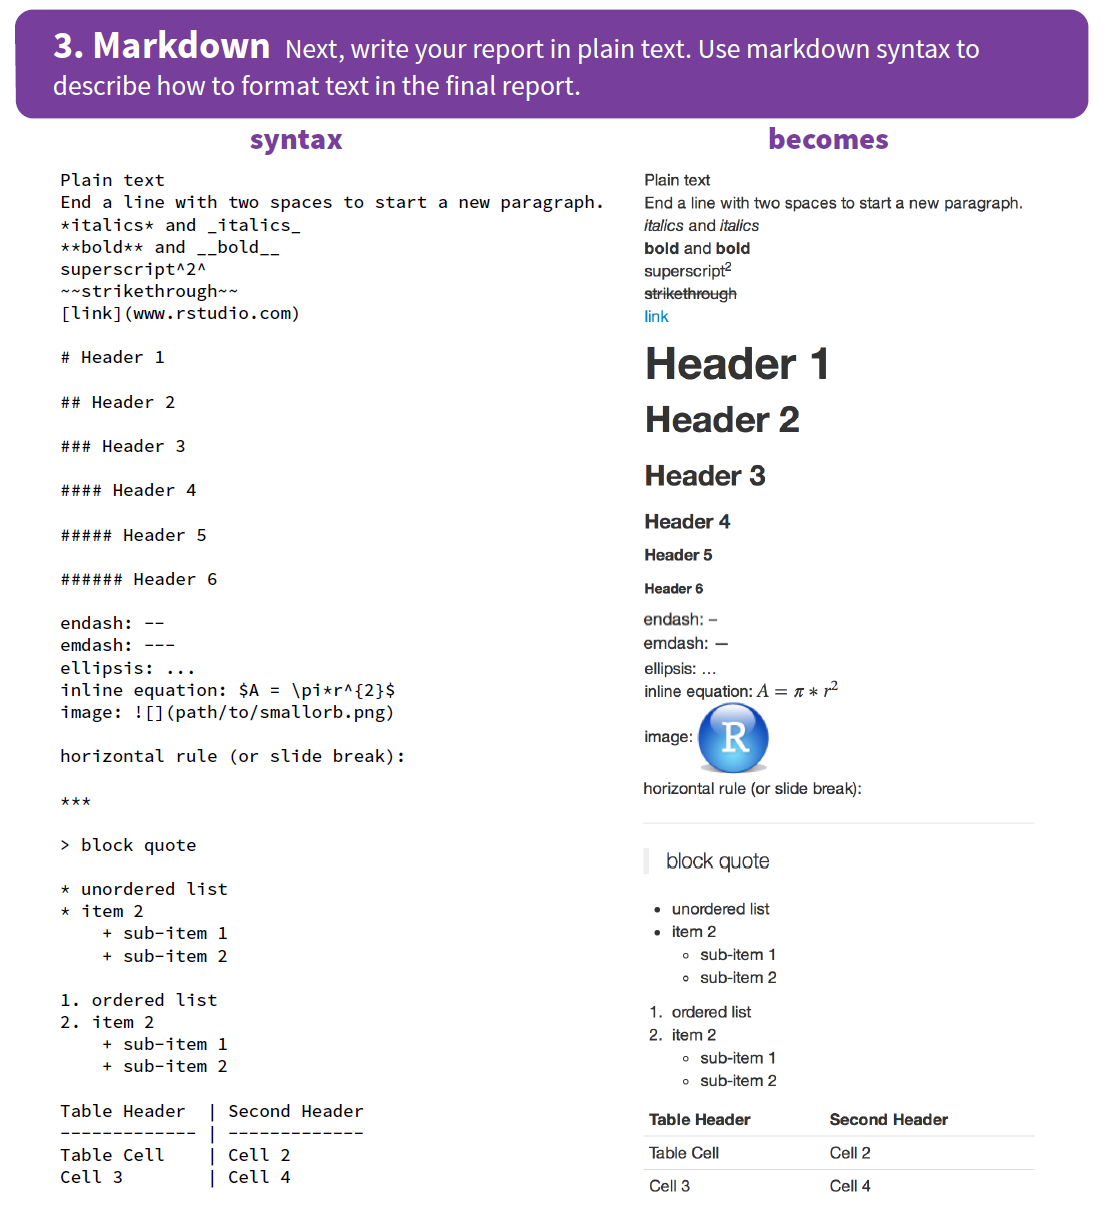 3. Markdown Next, write your report in plain text. Use markdown syntax to
describe how to format text in the final report.
syntax
Plain text
End a line with two spaces to start a new paragraph.
*italics* and _italics_
**bold** and __bold__
superscript^2^
~~strikethrough~~
[link](www.rstudio.com)
# Header 1
## Header 2
### Header 3
#### Header 4
##### Header 5
###### Header 6
endash: --
emdash: ---
ellipsis: ...
inline equation: $A = \pi*r^{2}$
image: ![](path/to/smallorb.png)
horizontal rule (or slide break):
***
> block quote
* unordered list
* item 2
    + sub-item 1
    + sub-item 2
1. ordered list
2. item 2
    + sub-item 1
    + sub-item 2
Table Header  | Second Header
------------- | -------------
Table Cell    | Cell 2
Cell 3        | Cell 4
becomes
Plain text
End a line with two spaces to start a new paragraph.
italics and italics
bold and bold
superscript²
strikethrough
link
Header 1
Header 2
Header 3
Header 4
Header 5
Header 6
endash: –
emdash: —
ellipsis: …
inline equation: A = π ∗ r²
image: R
horizontal rule (or slide break):
block quote
• unordered list
• item 2
◦ sub-item 1
◦ sub-item 2
1. ordered list
2. item 2
◦ sub-item 1
◦ sub-item 2
Table Header Second Header
Table Cell Cell 2
Cell 3 Cell 4